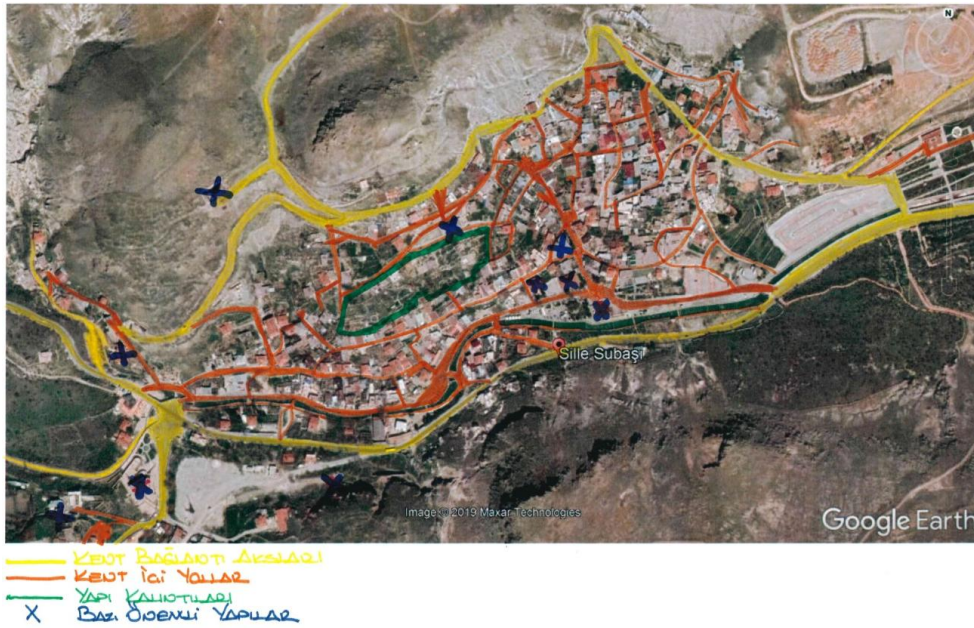 N
Sille Subaşı
Image © 2019 Maxar Technologies
Google Earth
KENT BAĞLANTI AKSLARI
KENT İÇİ YOLLAR
YAPI KALINTILARI
X BAZI ÖNEMLİ YAPILAR